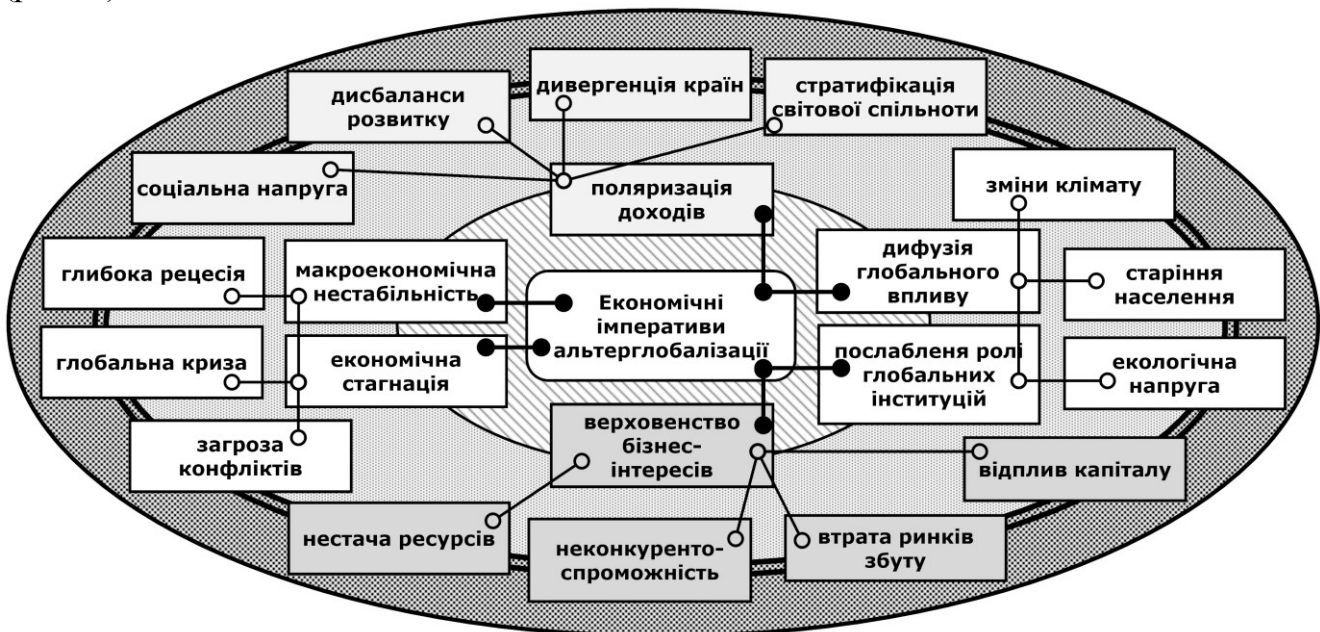 дивергенція країн
стратифікація
світової спільноти
дисбаланси
розвитку
соціальна напруга
поляризація
доходів
зміни клімату
глибока рецесія
макроекономічна
нестабільність
Економічні
імперативи
альтерглобалізації
дифузія
глобального
впливу
старіння
населення
глобальна криза
економічна
стагнація
послабленя ролі
глобальних
інституцій
екологічна
напруга
загроза
конфліктів
верховенство
бізнес-
інтересів
відплив капіталу
нестача ресурсів
неконкуренто-
спроможність
втрата ринків
збуту